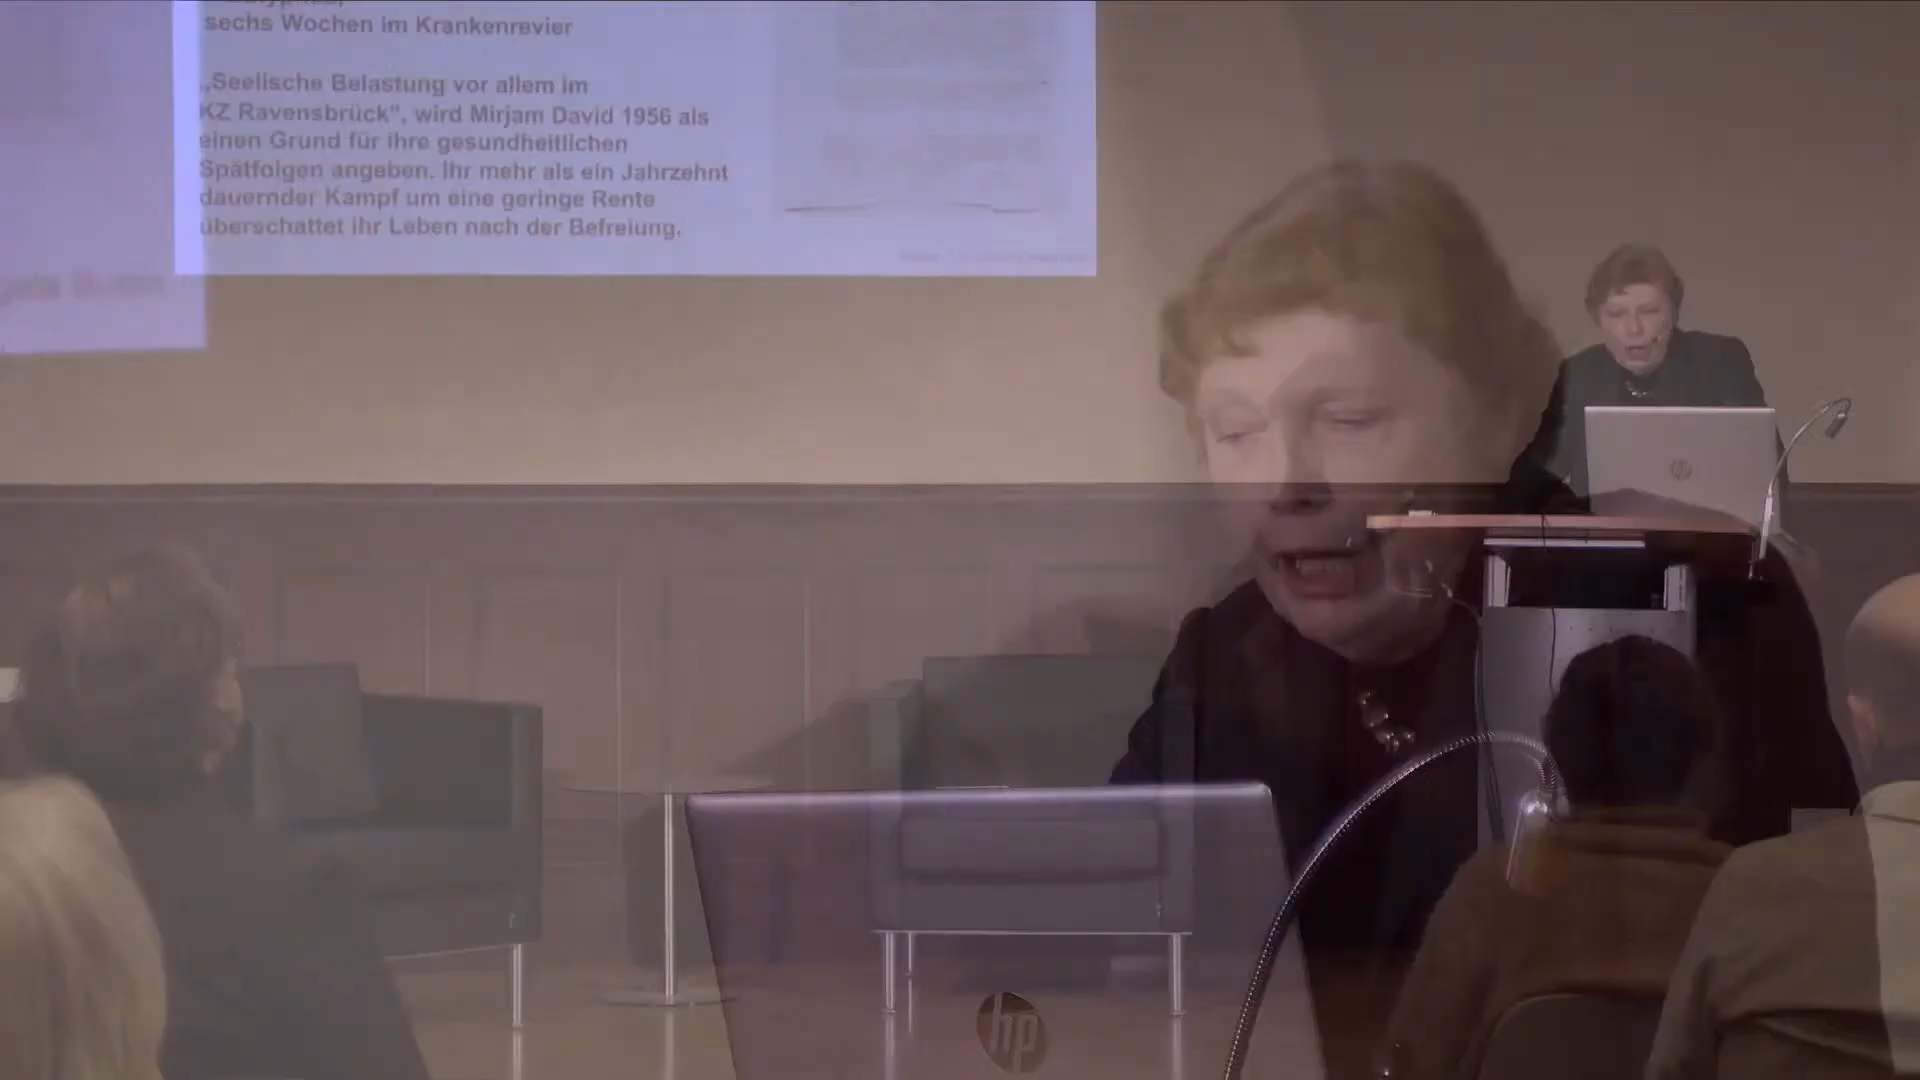 sechs Wochen im Krankenrevier
„Seelische Belastung vor allem im
KZ Ravensbrück", wird Mirjam David 1956 als
einen Grund für ihre gesundheitlichen
Spätfolgen angeben. Ihr mehr als ein Jahrzehnt
dauernder Kampf um eine geringe Rente
überschattet ihr Leben nach der Befreiung.
hp